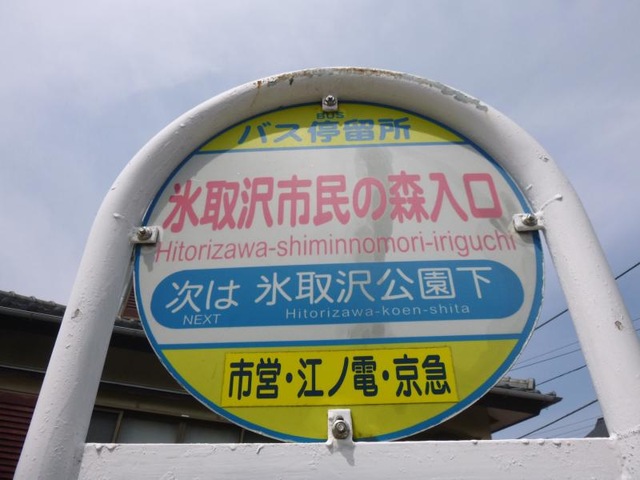 BUS
バス停留所
氷取沢市民の森入口
Hitorizawa-shiminnomori-iriguchi
次は 氷取沢公園下
NEXT Hitorizawa-koen-shita
市営・江ノ電・京急